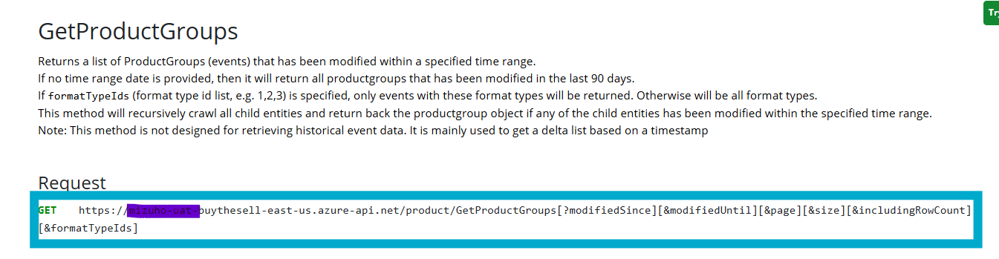 Try
GetProductGroups
Returns a list of ProductGroups (events) that has been modified within a specified time range.
If no time range date is provided, then it will return all productgroups that has been modified in the last 90 days.
If formatTypeIds (format type id list, e.g. 1,2,3) is specified, only events with these format types will be returned. Otherwise will be all format types.
This method will recursively crawl all child entities and return back the productgroup object if any of the child entities has been modified within the specified time range.
Note: This method is not designed for retrieving historical event data. It is mainly used to get a delta list based on a timestamp
Request
GET https://mizuho-uat-buythesell-east-us.azure-api.net/product/GetProductGroups[?modifiedSince][&modifiedUntil][&page][&size][&includingRowCount]
[&formatTypeIds]